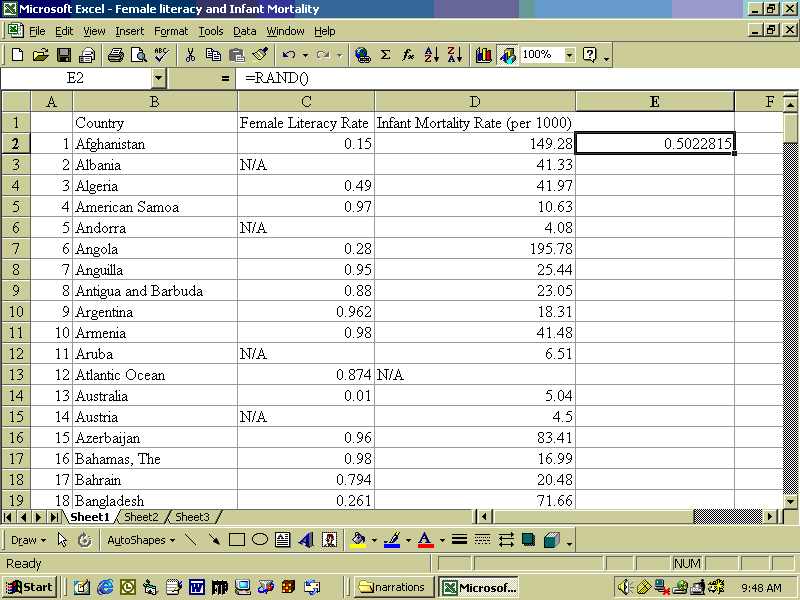 Microsoft Excel - Female literacy and Infant Mortality
File Edit View Insert Format Tools Data Window Help
100%
E2 = =RAND()
A B C D E F
1 Country Female Literacy Rate Infant Mortality Rate (per 1000)
2 1 Afghanistan 0.15 149.28 0.5022815
3 2 Albania N/A 41.33
4 3 Algeria 0.49 41.97
5 4 American Samoa 0.97 10.63
6 5 Andorra N/A 4.08
7 6 Angola 0.28 195.78
8 7 Anguilla 0.95 25.44
9 8 Antigua and Barbuda 0.88 23.05
10 9 Argentina 0.962 18.31
11 10 Armenia 0.98 41.48
12 11 Aruba N/A 6.51
13 12 Atlantic Ocean 0.874 N/A
14 13 Australia 0.01 5.04
15 14 Austria N/A 4.5
16 15 Azerbaijan 0.96 83.41
17 16 Bahamas, The 0.98 16.99
18 17 Bahrain 0.794 20.48
19 18 Bangladesh 0.261 71.66
Sheet1 Sheet2 Sheet3
Draw AutoShapes
Ready NUM
Start narrations Microsof... 9:48 AM